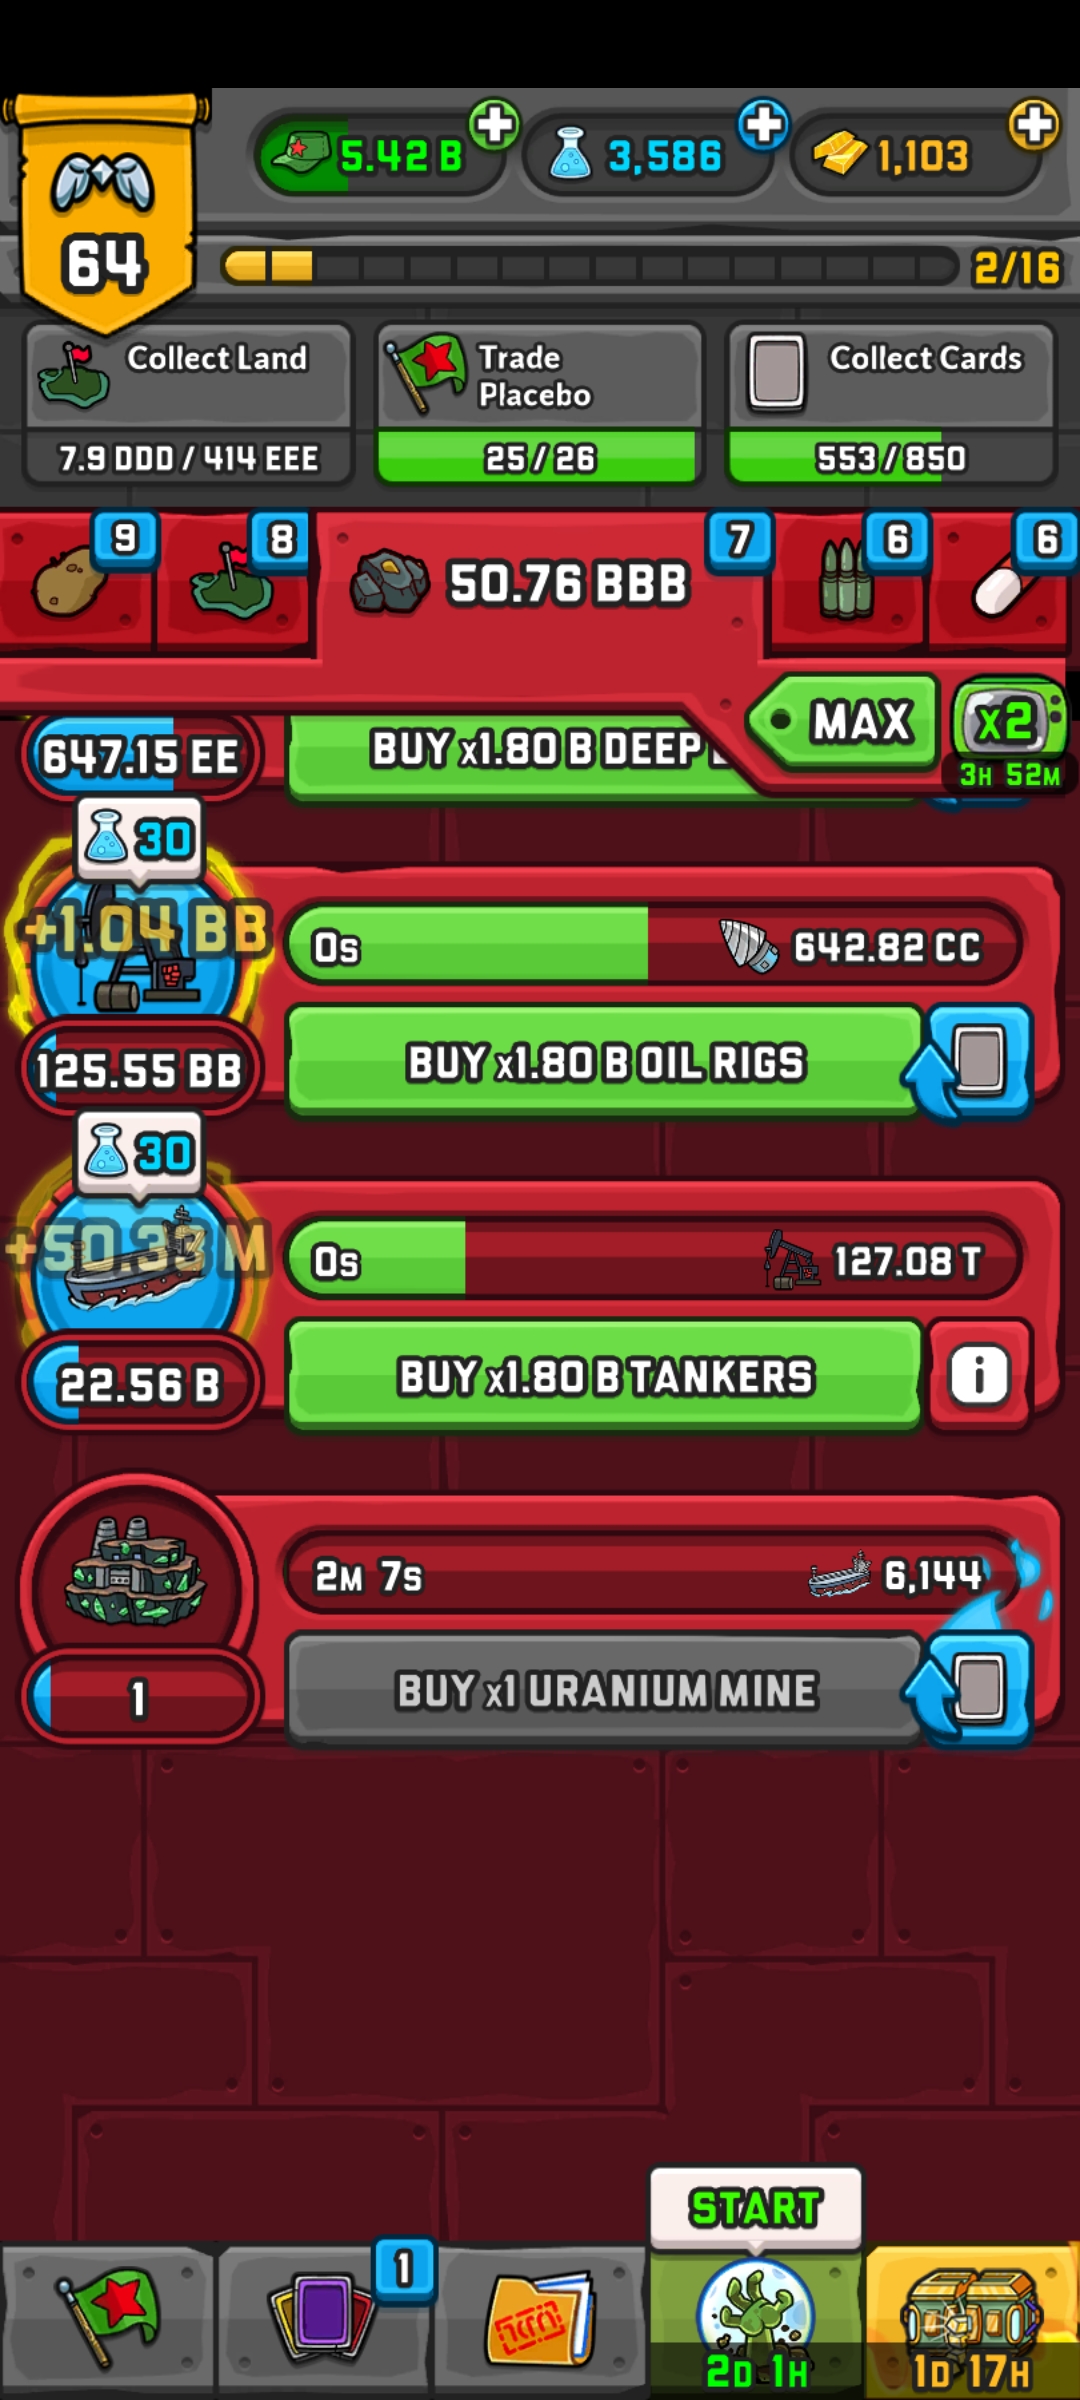 5.42 B
3,586
1,103
64
2/16
Collect Land
Trade
Placebo
Collect Cards
7.9 DDD / 414 EEE
25 / 26
553 / 850
9
8
50.76 BBB
7
6
6
MAX
x2
3H 52M
647.15 EE
BUY x1.80 B DEEP
30
+1.04 BB
0s
642.82 CC
125.55 BB
BUY x1.80 B OIL RIGS
30
+50.33 M
0s
127.08 T
22.56 B
BUY x1.80 B TANKERS
i
2M 7s
6,144
1
BUY x1 URANIUM MINE
START
1
2D 1H
1D 17H